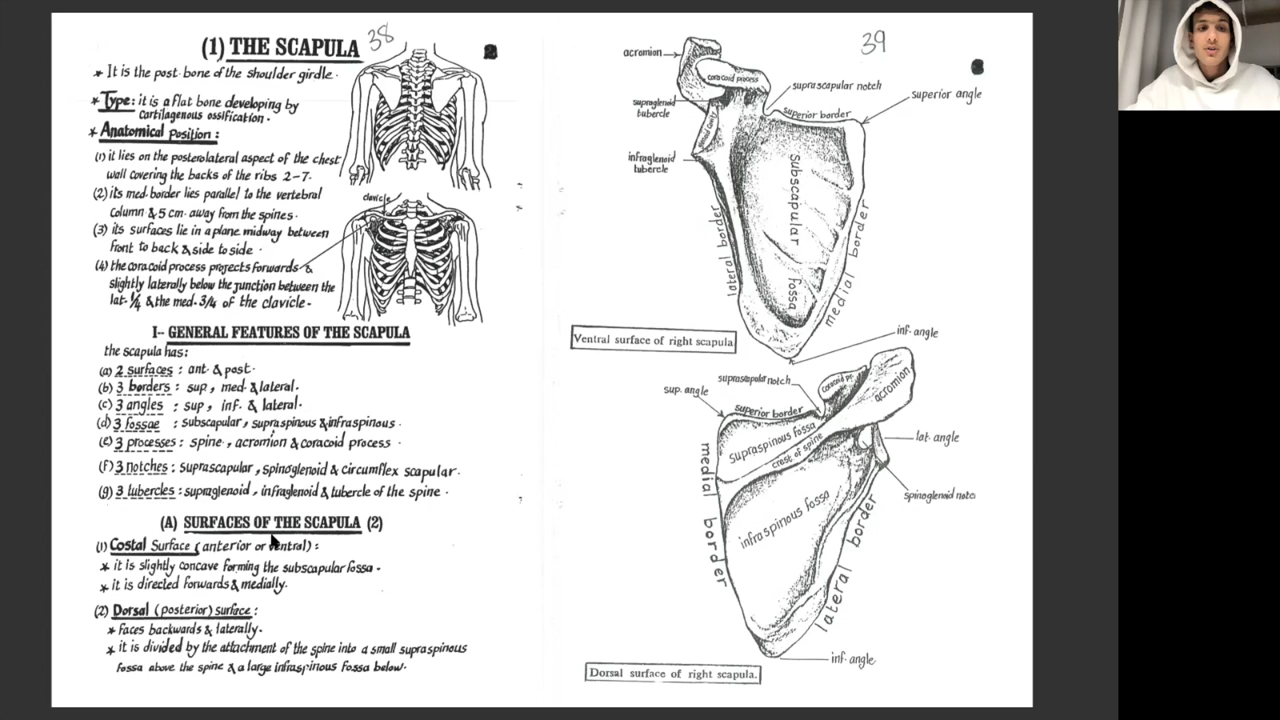 (1) THE SCAPULA
38
* It is the post. bone of the shoulder girdle.
* Type: it is a flat bone developing by
cartilagenous ossification.
* Anatomical position:
(1) it lies on the posterolateral aspect of the chest
wall covering the backs of the ribs 2-7.
(2) its med. border lies parallel to the vertebral
column & 5 cm. away from the spines.
(3) its surfaces lie in a plane midway between
front to back & side to side.
(4) the coracoid process projects forwards &
slightly laterally below the junction between the
lat. 1/4 & the med. 3/4 of the clavicle.
clavicle
I-- GENERAL FEATURES OF THE SCAPULA
the scapula has:
(a) 2 surfaces: ant. & post.
(b) 3 borders: sup, med. & lateral.
(c) 3 angles: sup, inf. & lateral.
(d) 3 fossae: subscapular, supraspinous & infraspinous.
(e) 3 processes: spine, acromion & coracoid process.
(f) 3 notches: suprascapular, spinoglenoid & circumflex scapular.
(g) 3 tubercles: supraglenoid, infraglenoid & tubercle of the spine.
(A) SURFACES OF THE SCAPULA (2)
(1) Costal Surface (anterior or ventral):
* it is slightly concave forming the subscapular fossa.
* it is directed forwards & medially.
(2) Dorsal (posterior) surface:
* Faces backwards & laterally.
* it is divided by the attachment of the spine into a small supraspinous
fossa above the spine & a large infraspinous fossa below.
39
acromion
coracoid process
suprascapular notch
superior angle
supraglenoid
tubercle
superior border
infraglenoid
tubercle
Subscapular fossa
lateral border
medial border
Ventral surface of right scapula
inf. angle
suprascapular notch
sup. angle
acromion
superior border
supraspinous fossa
crest of spine
lat. angle
medial border
infraspinous fossa
lateral border
inf. angle
Dorsal surface of right scapula.